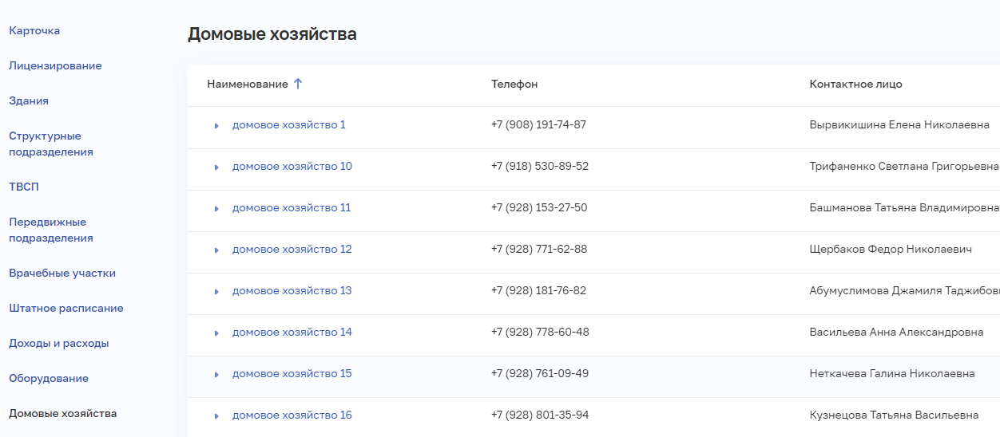 Карточка
Лицензирование
Здания
Структурные
подразделения
ТВСП
Передвижные
подразделения
Врачебные участки
Штатное расписание
Доходы и расходы
Оборудование
Домовые хозяйства
Домовые хозяйства
Наименование Телефон Контактное лицо
домовое хозяйство 1 +7 (908) 191-74-87 Вырвикишина Елена Николаевна
домовое хозяйство 10 +7 (918) 530-89-52 Трифаненко Светлана Григорьевна
домовое хозяйство 11 +7 (928) 153-27-50 Башманова Татьяна Владимировна
домовое хозяйство 12 +7 (928) 771-62-88 Щербаков Федор Николаевич
домовое хозяйство 13 +7 (928) 181-76-82 Абумуслимова Джамиля
домовое хозяйство 14 +7 (928) 778-60-48 Васильева Анна Александровна
домовое хозяйство 15 +7 (928) 761-09-49 Неткачева Галина Николаевна
домовое хозяйство 16 +7 (928) 801-35-94 Кузнецова Татьяна Васильевна